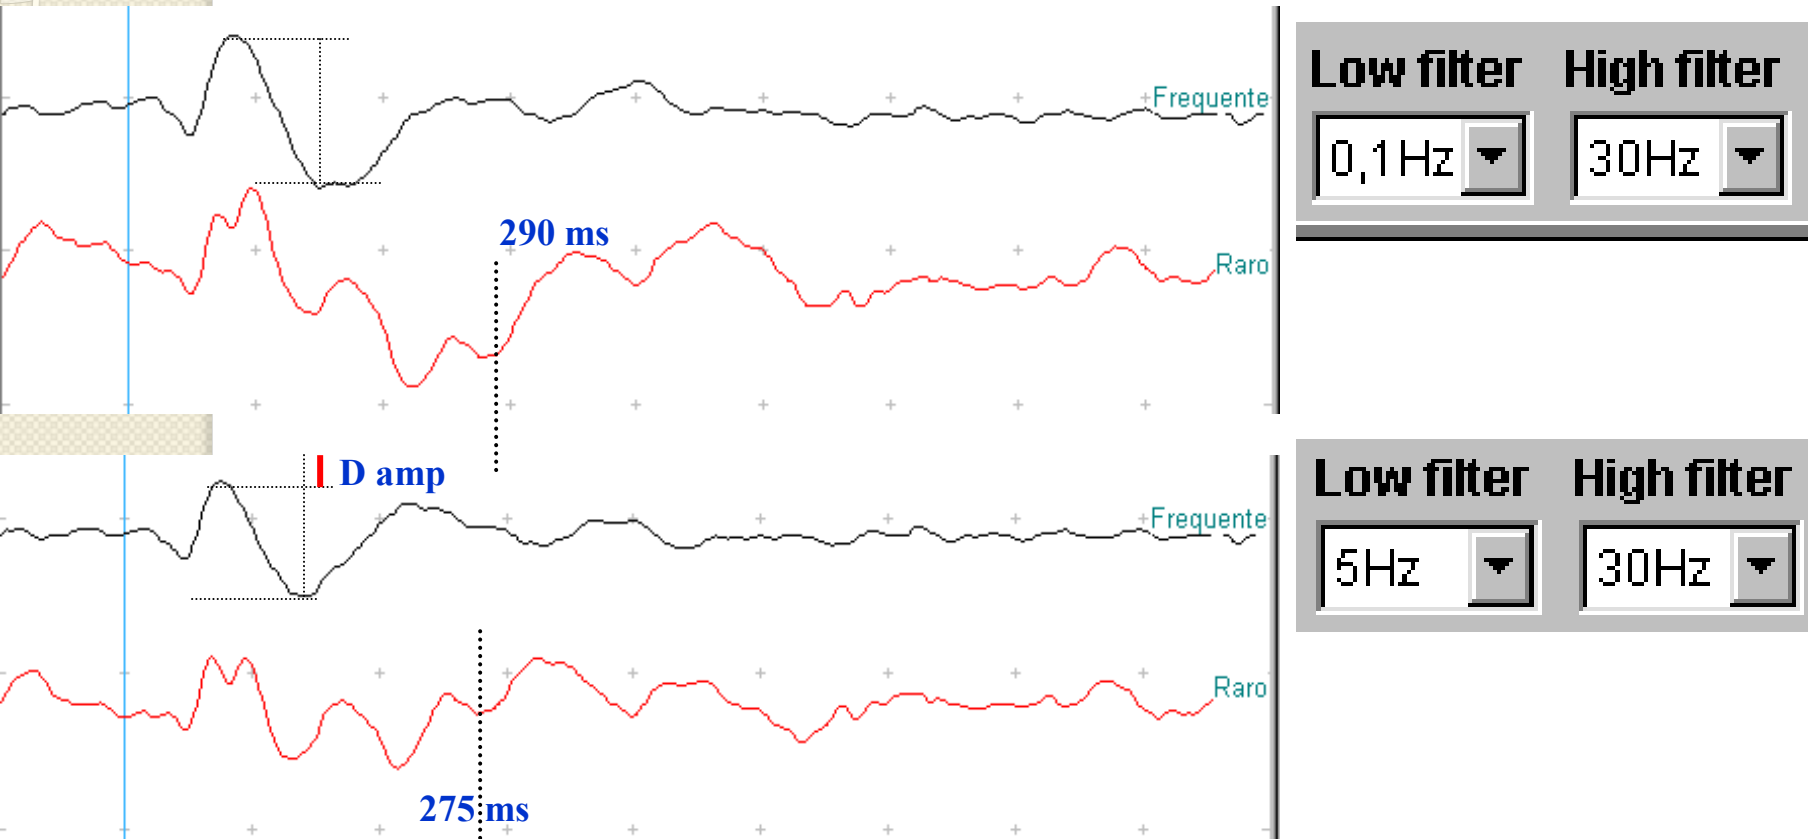 Low filter High filter
Frequente
0,1Hz 30Hz
290 ms
Raro
D amp
Low filter High filter
Frequente
5Hz 30Hz
Raro
275 ms